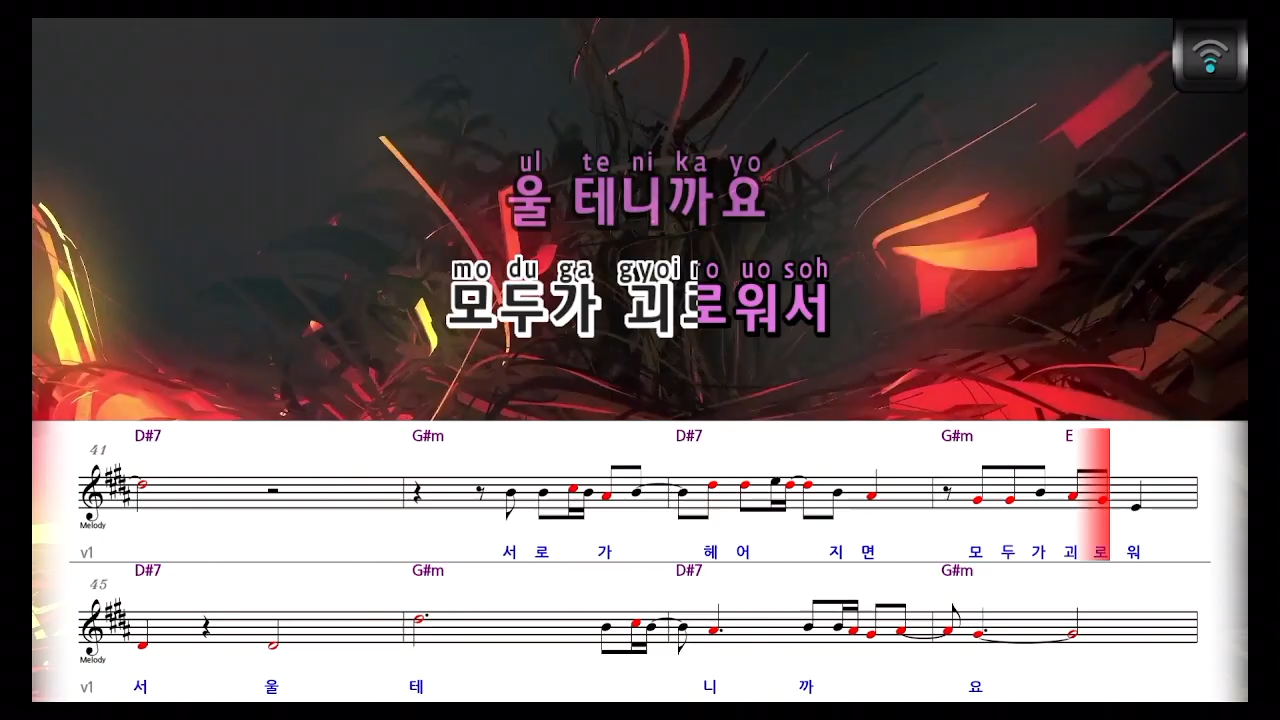 ul te ni ka yo
울 테니까요
mo du ga gyoi ro uo soh
모두가 괴로워서
D#7 G#m D#7 G#m E
41
Melody
v1 서 로 가 헤 어 지 면 모 두 가 괴 로 워
D#7 G#m D#7 G#m
45
Melody
v1 서 울 테 니 까 요